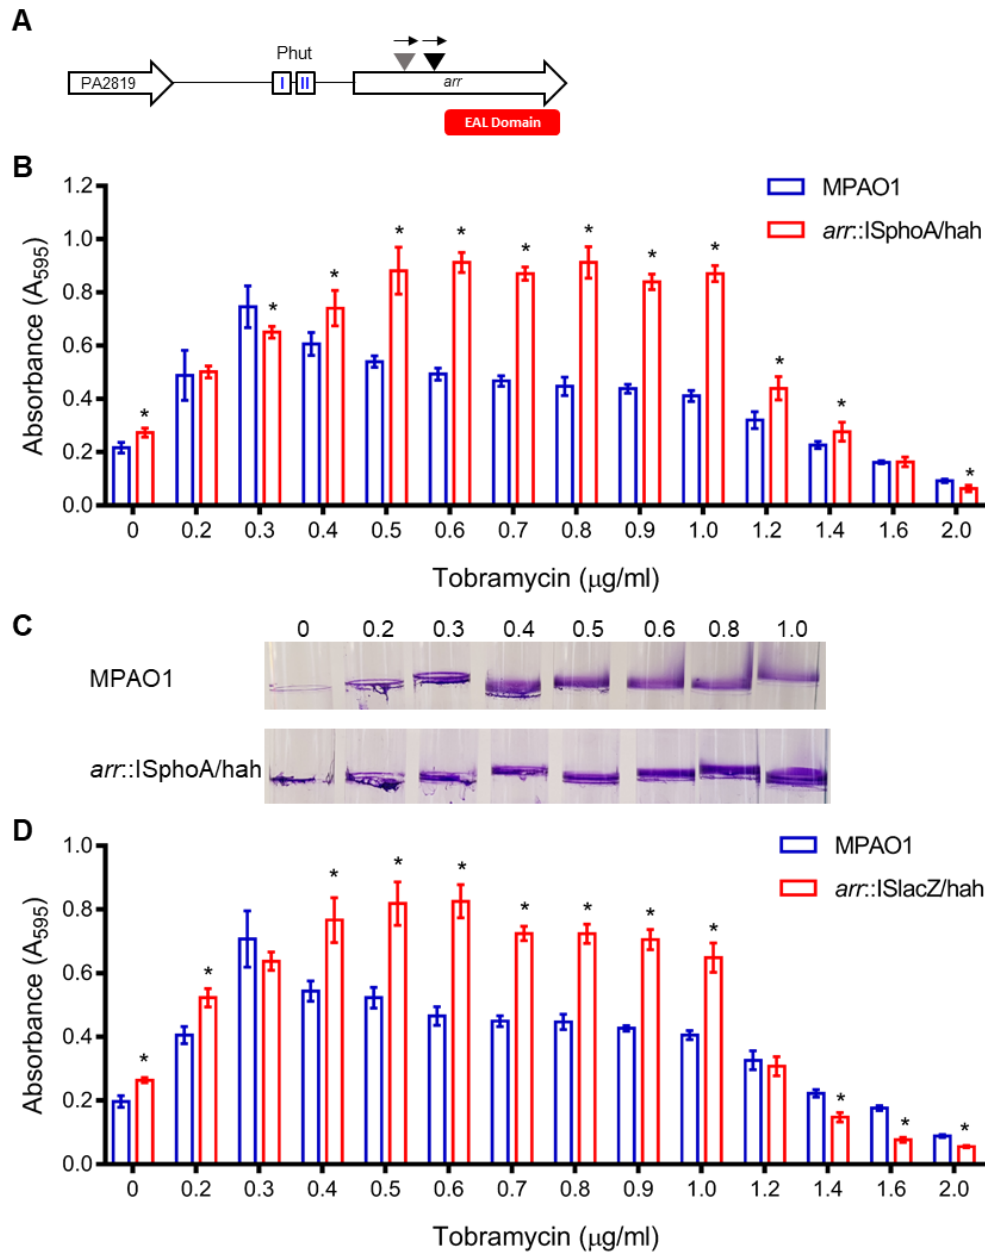 A
Phut
PA2819
I
II
arr
EAL Domain
B
1.2
1.0
0.8
0.6
0.4
0.2
0.0
Absorbance (A595)
MPAO1
arr::ISphoA/hah
* * * * * * * * * * * *
0 0.2 0.3 0.4 0.5 0.6 0.7 0.8 0.9 1.0 1.2 1.4 1.6 2.0
Tobramycin (μg/ml)
C
0 0.2 0.3 0.4 0.5 0.6 0.8 1.0
MPAO1
arr::ISphoA/hah
D
1.0
0.8
0.6
0.4
0.2
0.0
Absorbance (A595)
MPAO1
arr::ISlacZ/hah
* * * * * * * * * * * *
0 0.2 0.3 0.4 0.5 0.6 0.7 0.8 0.9 1.0 1.2 1.4 1.6 2.0
Tobramycin (μg/ml)